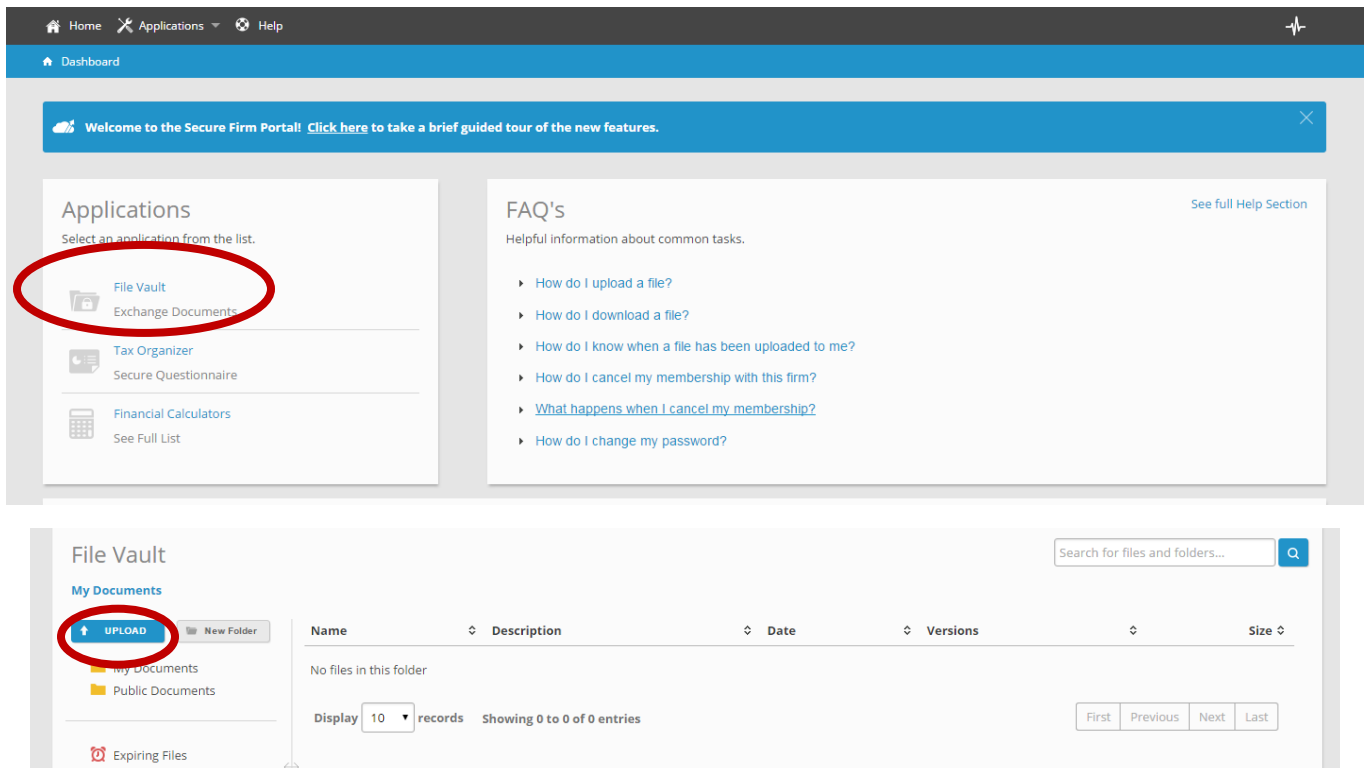 Home Applications Help
Dashboard
Welcome to the Secure Firm Portal! Click here to take a brief guided tour of the new features.
Applications
Select an application from the list.
File Vault
Exchange Documents
Tax Organizer
Secure Questionnaire
Financial Calculators
See Full List
FAQ's
See full Help Section
Helpful information about common tasks.
How do I upload a file?
How do I download a file?
How do I know when a file has been uploaded to me?
How do I cancel my membership with this firm?
What happens when I cancel my membership?
How do I change my password?
File Vault
Search for files and folders...
My Documents
UPLOAD New Folder
My Documents
Public Documents
Expiring Files
Name Description Date Versions Size
No files in this folder
Display 10 records Showing 0 to 0 of 0 entries
First Previous Next Last